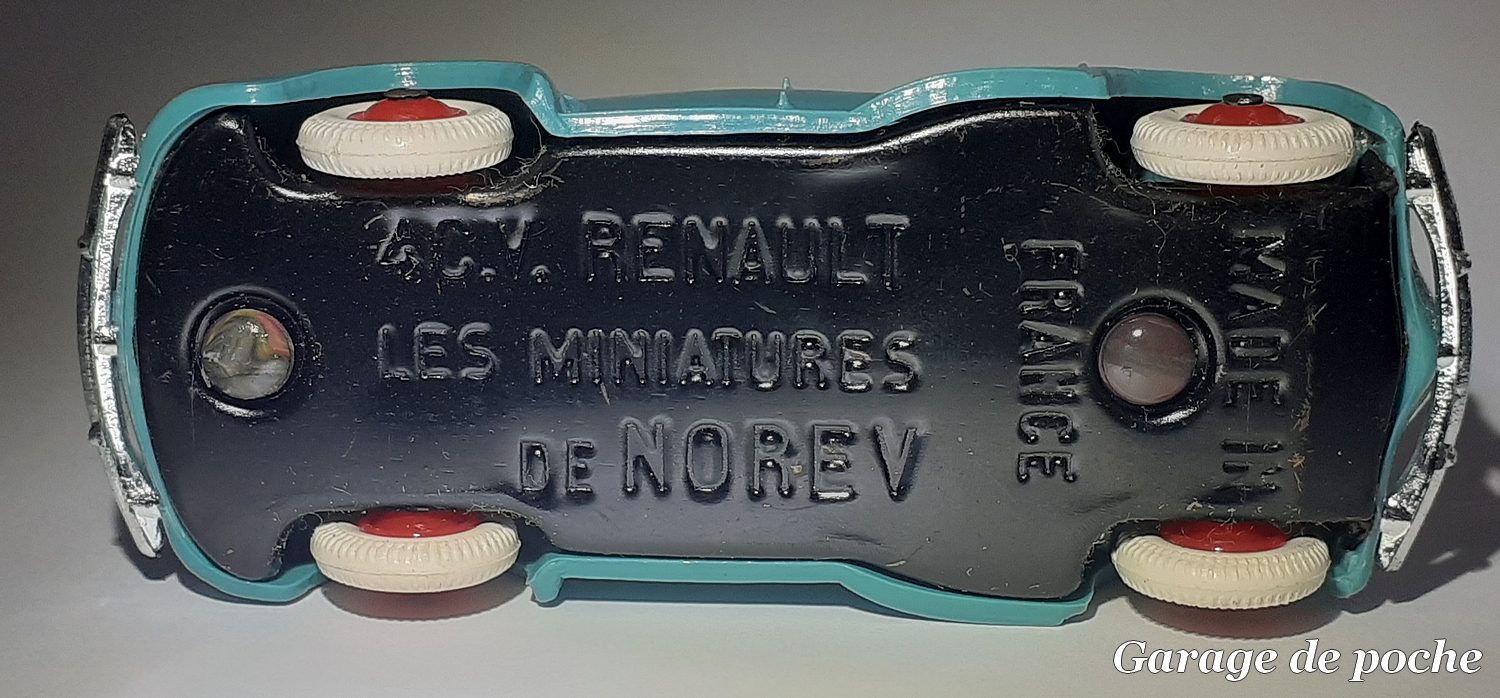 4C.V. RENAULT
LES MINIATURES
DE NOREV
FRANCE
MADE IN
Garage de poche